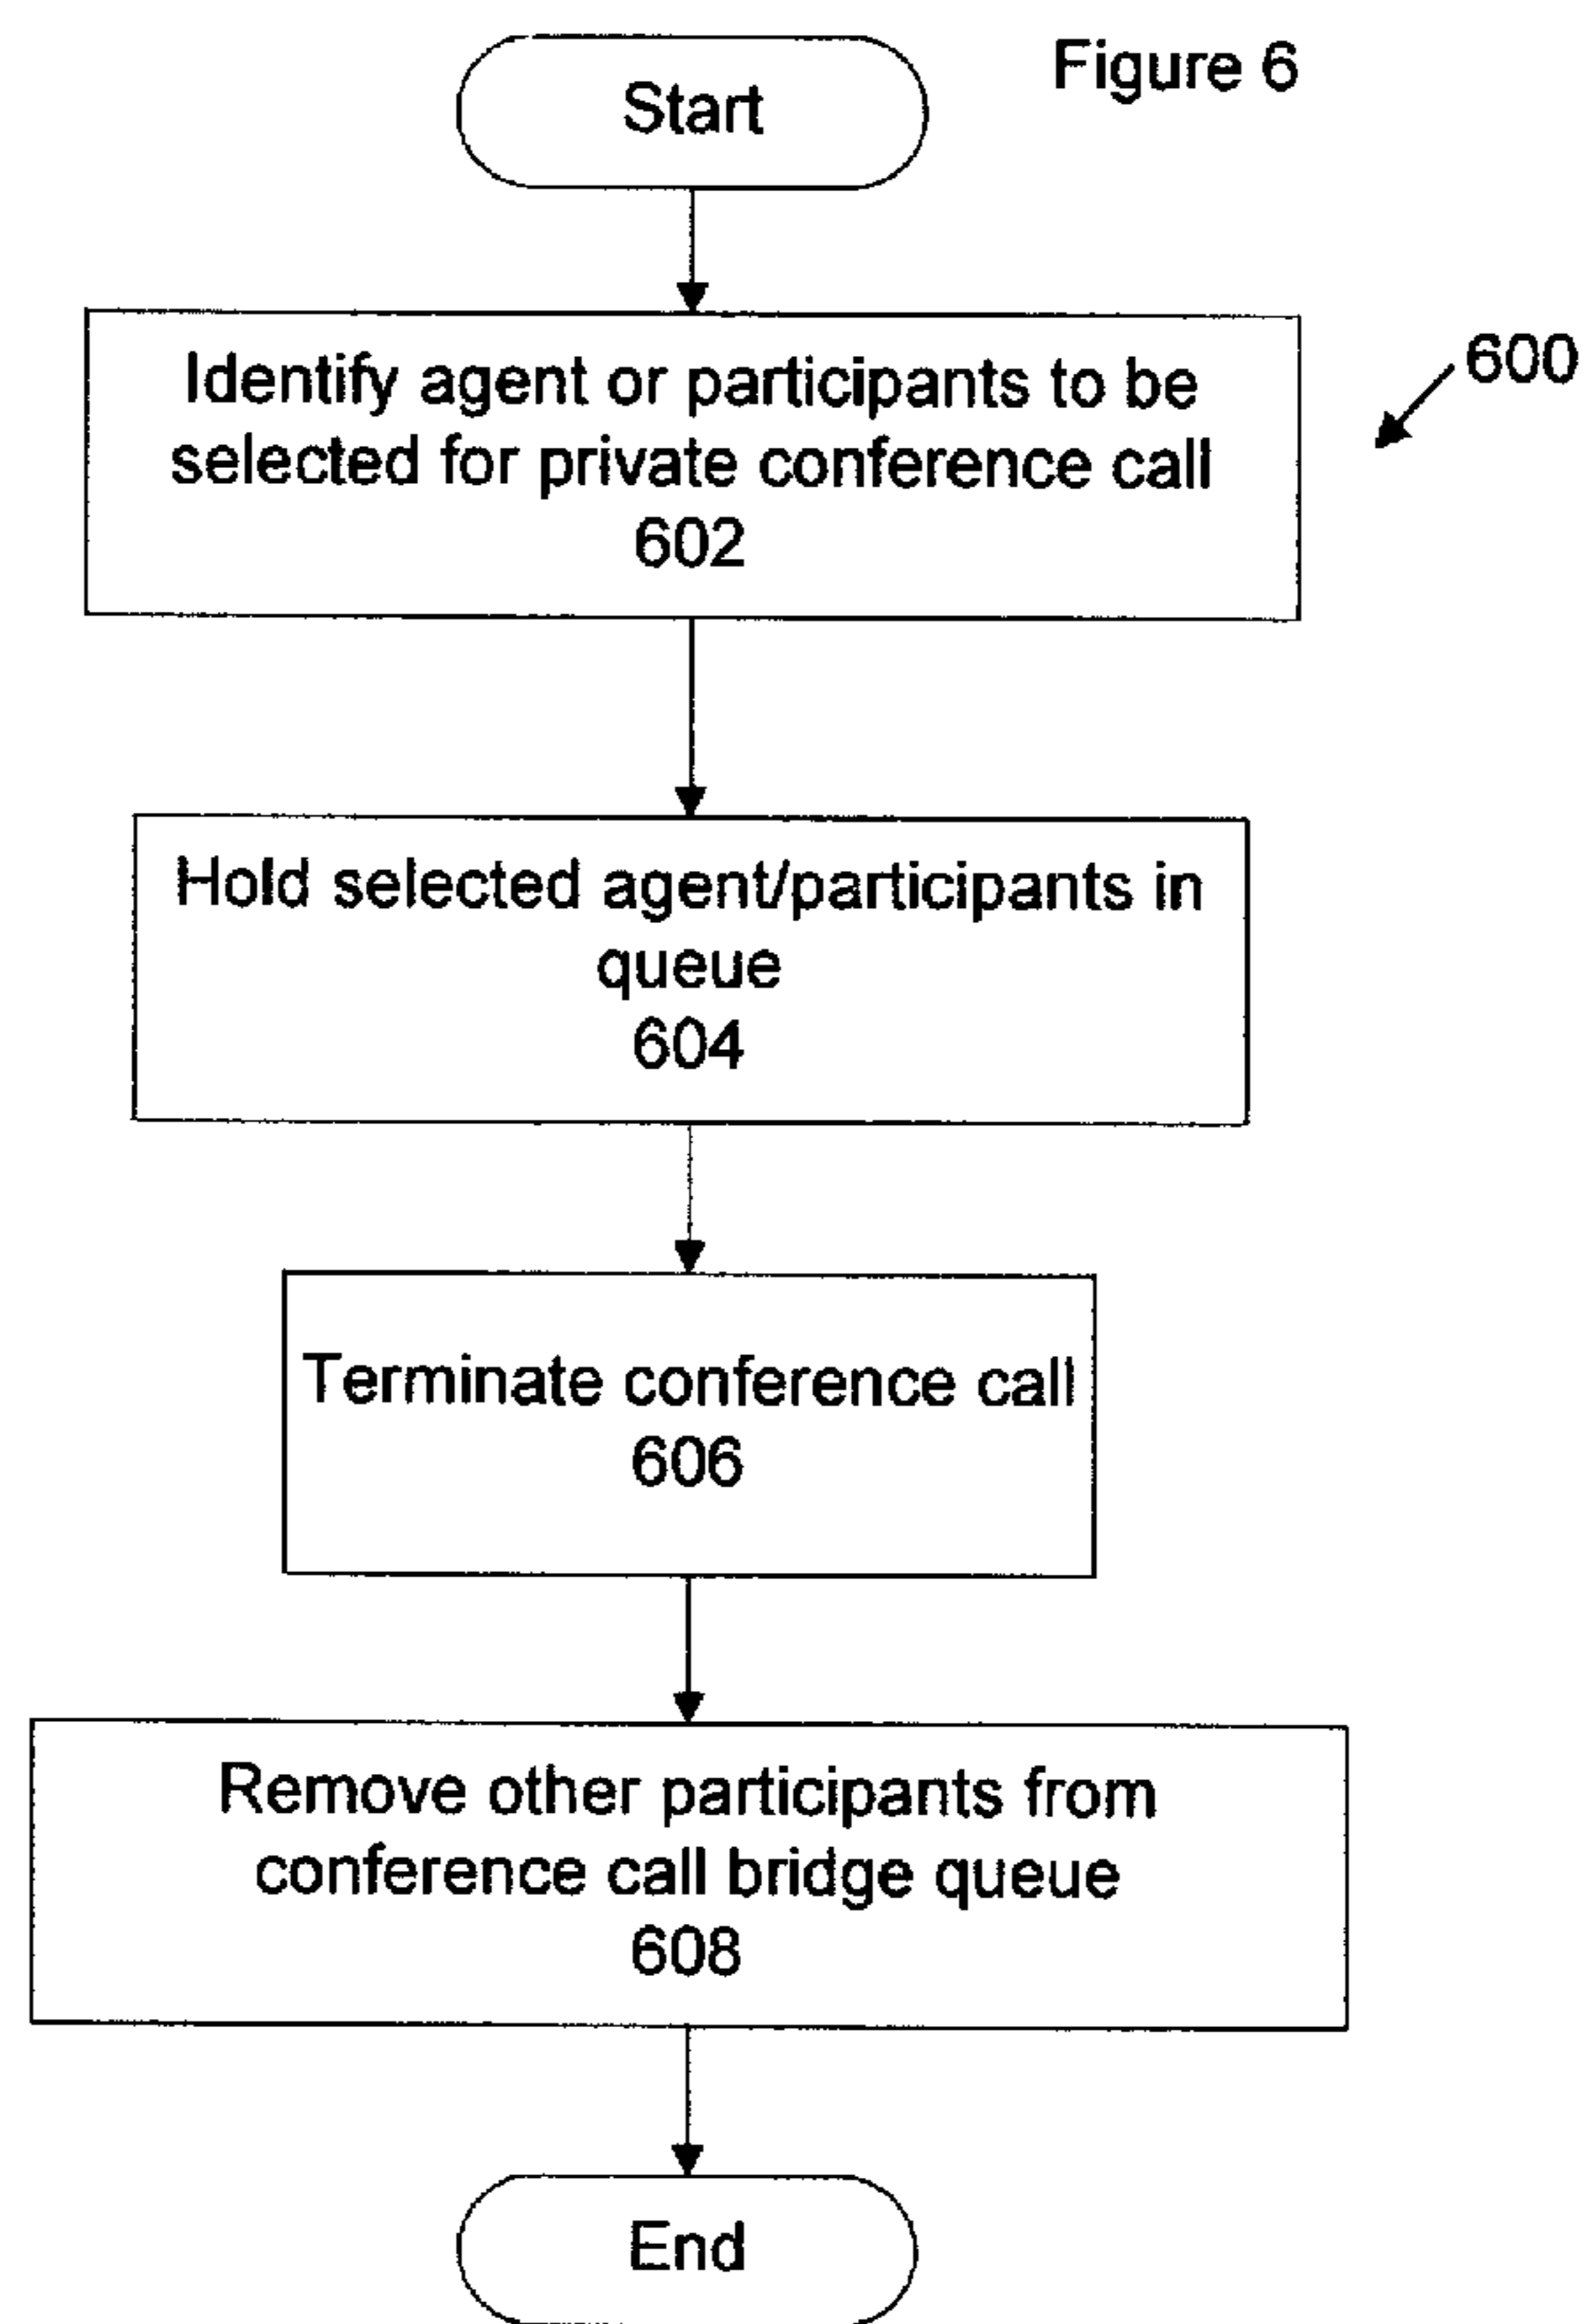 Figure 6
Start
600
Identify agent or participants to be
selected for private conference call
602
Hold selected agent/participants in
queue
604
Terminate conference call
606
Remove other participants from
conference call bridge queue
608
End